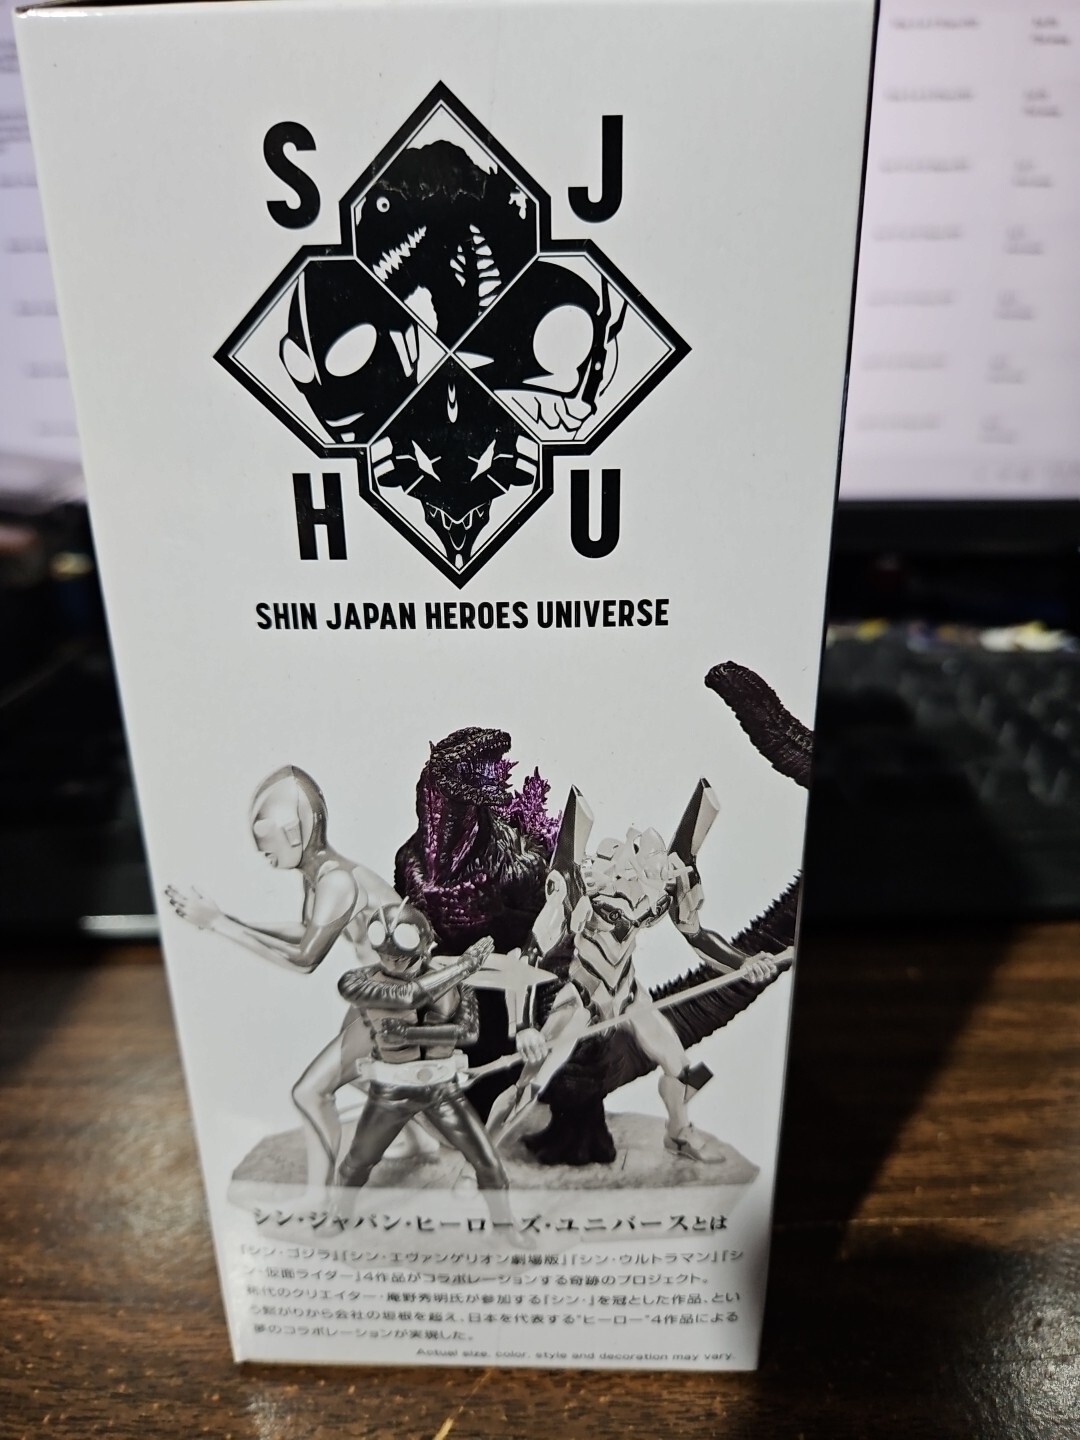 S J
H U
SHIN JAPAN HEROES UNIVERSE
シン・ジャパン・ヒーローズ・ユニバースとは
「シン・ゴジラ」「シン・エヴァンゲリオン劇場版」「シン・ウルトラマン」「シ
ン・仮面ライダー」4作品がコラボレーションする奇跡のプロジェクト。
稀代のクリエイター・庵野秀明氏が参加する「シン・」を冠とした作品、とい
う繋がりから会社の垣根を超え、日本を代表する"ヒーロー"4作品による
夢のコラボレーションが実現した。
Actual size, color, style and decoration may vary.